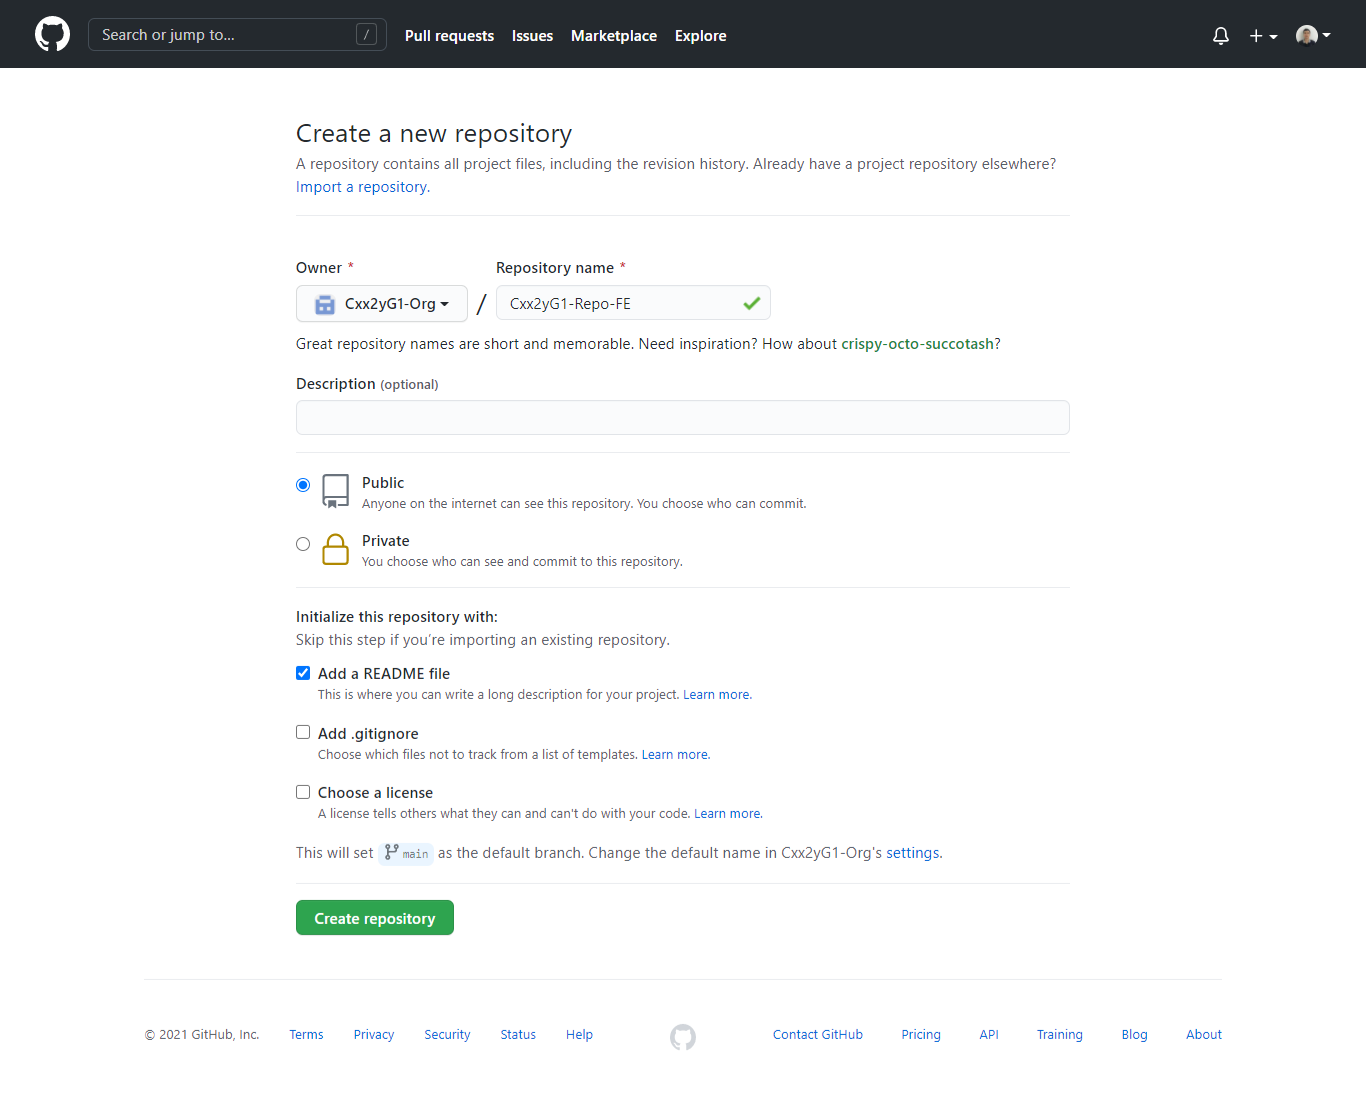 Search or jump to... / Pull requests Issues Marketplace Explore
Create a new repository
A repository contains all project files, including the revision history. Already have a project repository elsewhere?
Import a repository.
Owner * Repository name *
Cxx2yG1-Org / Cxx2yG1-Repo-FE
Great repository names are short and memorable. Need inspiration? How about crispy-octo-succotash?
Description (optional)
Public
Anyone on the internet can see this repository. You choose who can commit.
Private
You choose who can see and commit to this repository.
Initialize this repository with:
Skip this step if you’re importing an existing repository.
Add a README file
This is where you can write a long description for your project. Learn more.
Add .gitignore
Choose which files not to track from a list of templates. Learn more.
Choose a license
A license tells others what they can and can't do with your code. Learn more.
This will set main as the default branch. Change the default name in Cxx2yG1-Org's settings.
Create repository
© 2021 GitHub, Inc. Terms Privacy Security Status Help Contact GitHub Pricing API Training Blog About